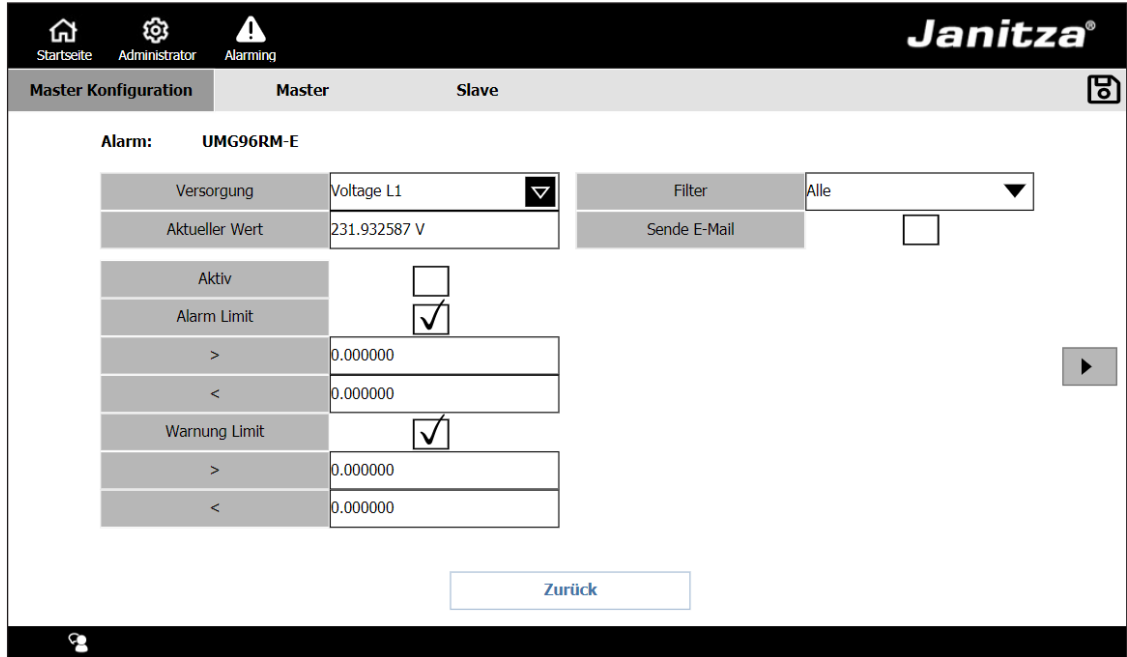 Startseite Administrator Alarming Janitza®
Master Konfiguration Master Slave
Alarm: UMG96RM-E
Versorgung Voltage L1 Filter Alle
Aktueller Wert 231.932587 V Sende E-Mail
Aktiv
Alarm Limit
> 0.000000
< 0.000000
Warnung Limit
> 0.000000
< 0.000000
Zurück